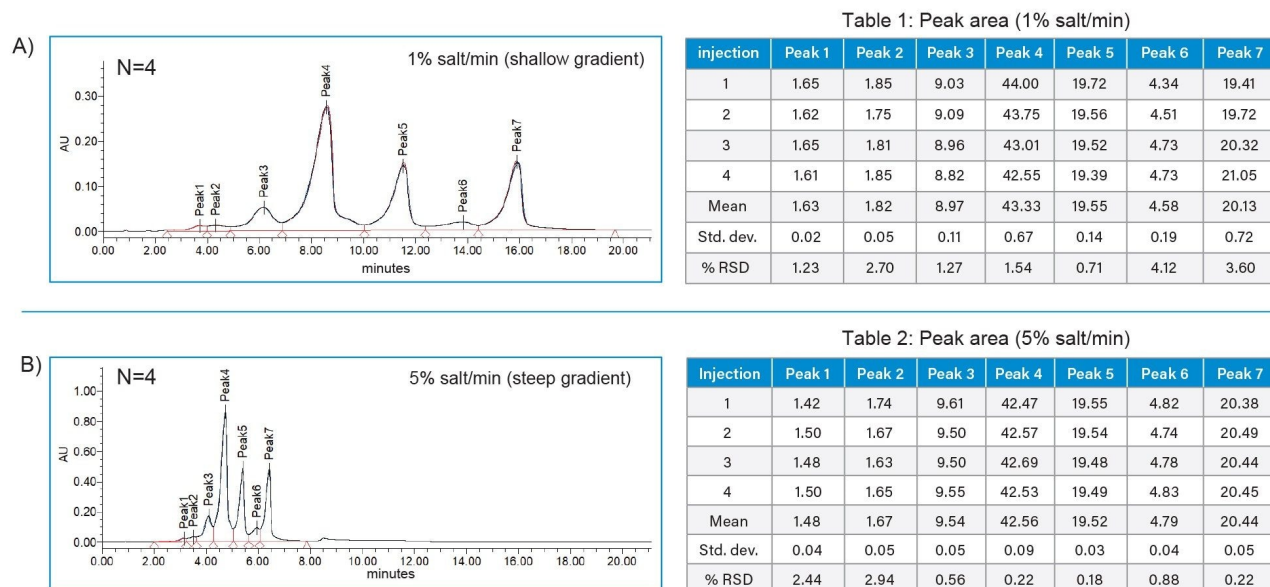 Table 1: Peak area (1% salt/min)
A)
N=4
1% salt/min (shallow gradient)
AU
0.30
0.20
0.10
0.00
Peak1
Peak2
Peak3
Peak4
Peak5
Peak6
Peak7
0.00 2.00 4.00 6.00 8.00 10.00 12.00 14.00 16.00 18.00 20.00
minutes
injection Peak 1 Peak 2 Peak 3 Peak 4 Peak 5 Peak 6 Peak 7
1 1.65 1.85 9.03 44.00 19.72 4.34 19.41
2 1.62 1.75 9.09 43.75 19.56 4.51 19.72
3 1.65 1.81 8.96 43.01 19.52 4.73 20.32
4 1.61 1.85 8.82 42.55 19.39 4.73 21.05
Mean 1.63 1.82 8.97 43.33 19.55 4.58 20.13
Std. dev. 0.02 0.05 0.11 0.67 0.14 0.19 0.72
% RSD 1.23 2.70 1.27 1.54 0.71 4.12 3.60
Table 2: Peak area (5% salt/min)
B)
N=4
5% salt/min (steep gradient)
AU
1.00
0.80
0.60
0.40
0.20
0.00
Peak1
Peak2
Peak3
Peak4
Peak5
Peak6
Peak7
0.00 2.00 4.00 6.00 8.00 10.00 12.00 14.00 16.00 18.00 20.00
minutes
Injection Peak 1 Peak 2 Peak 3 Peak 4 Peak 5 Peak 6 Peak 7
1 1.42 1.74 9.61 42.47 19.55 4.82 20.38
2 1.50 1.67 9.50 42.57 19.54 4.74 20.49
3 1.48 1.63 9.50 42.69 19.48 4.78 20.44
4 1.50 1.65 9.55 42.53 19.49 4.83 20.45
Mean 1.48 1.67 9.54 42.56 19.52 4.79 20.44
Std. dev. 0.04 0.05 0.05 0.09 0.03 0.04 0.05
% RSD 2.44 2.94 0.56 0.22 0.18 0.88 0.22